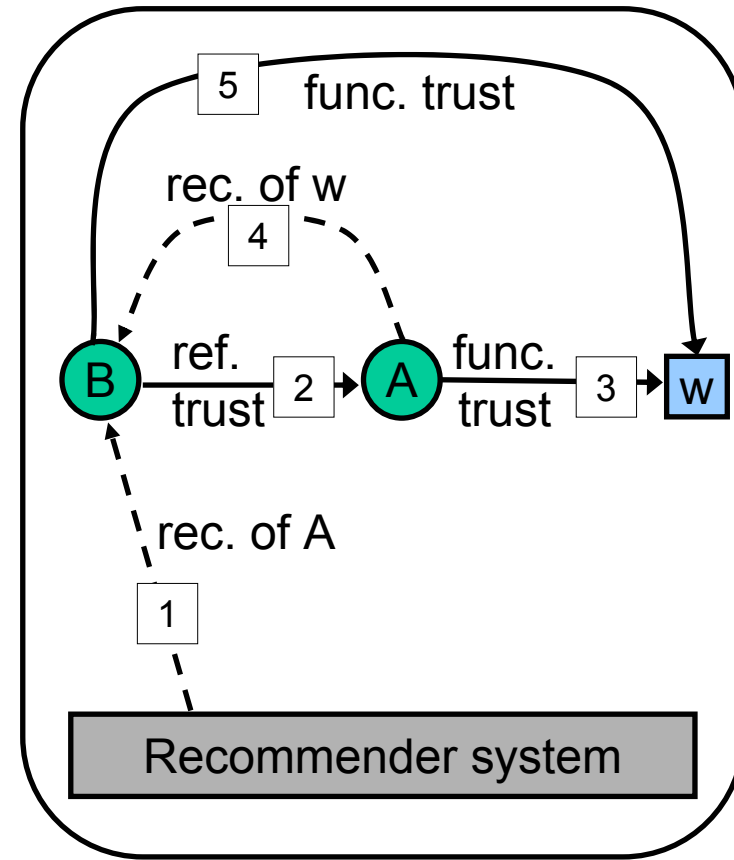 5
func. trust
rec. of w
4
B
ref.
trust
2
A
func.
trust
3
w
rec. of A
1
Recommender system